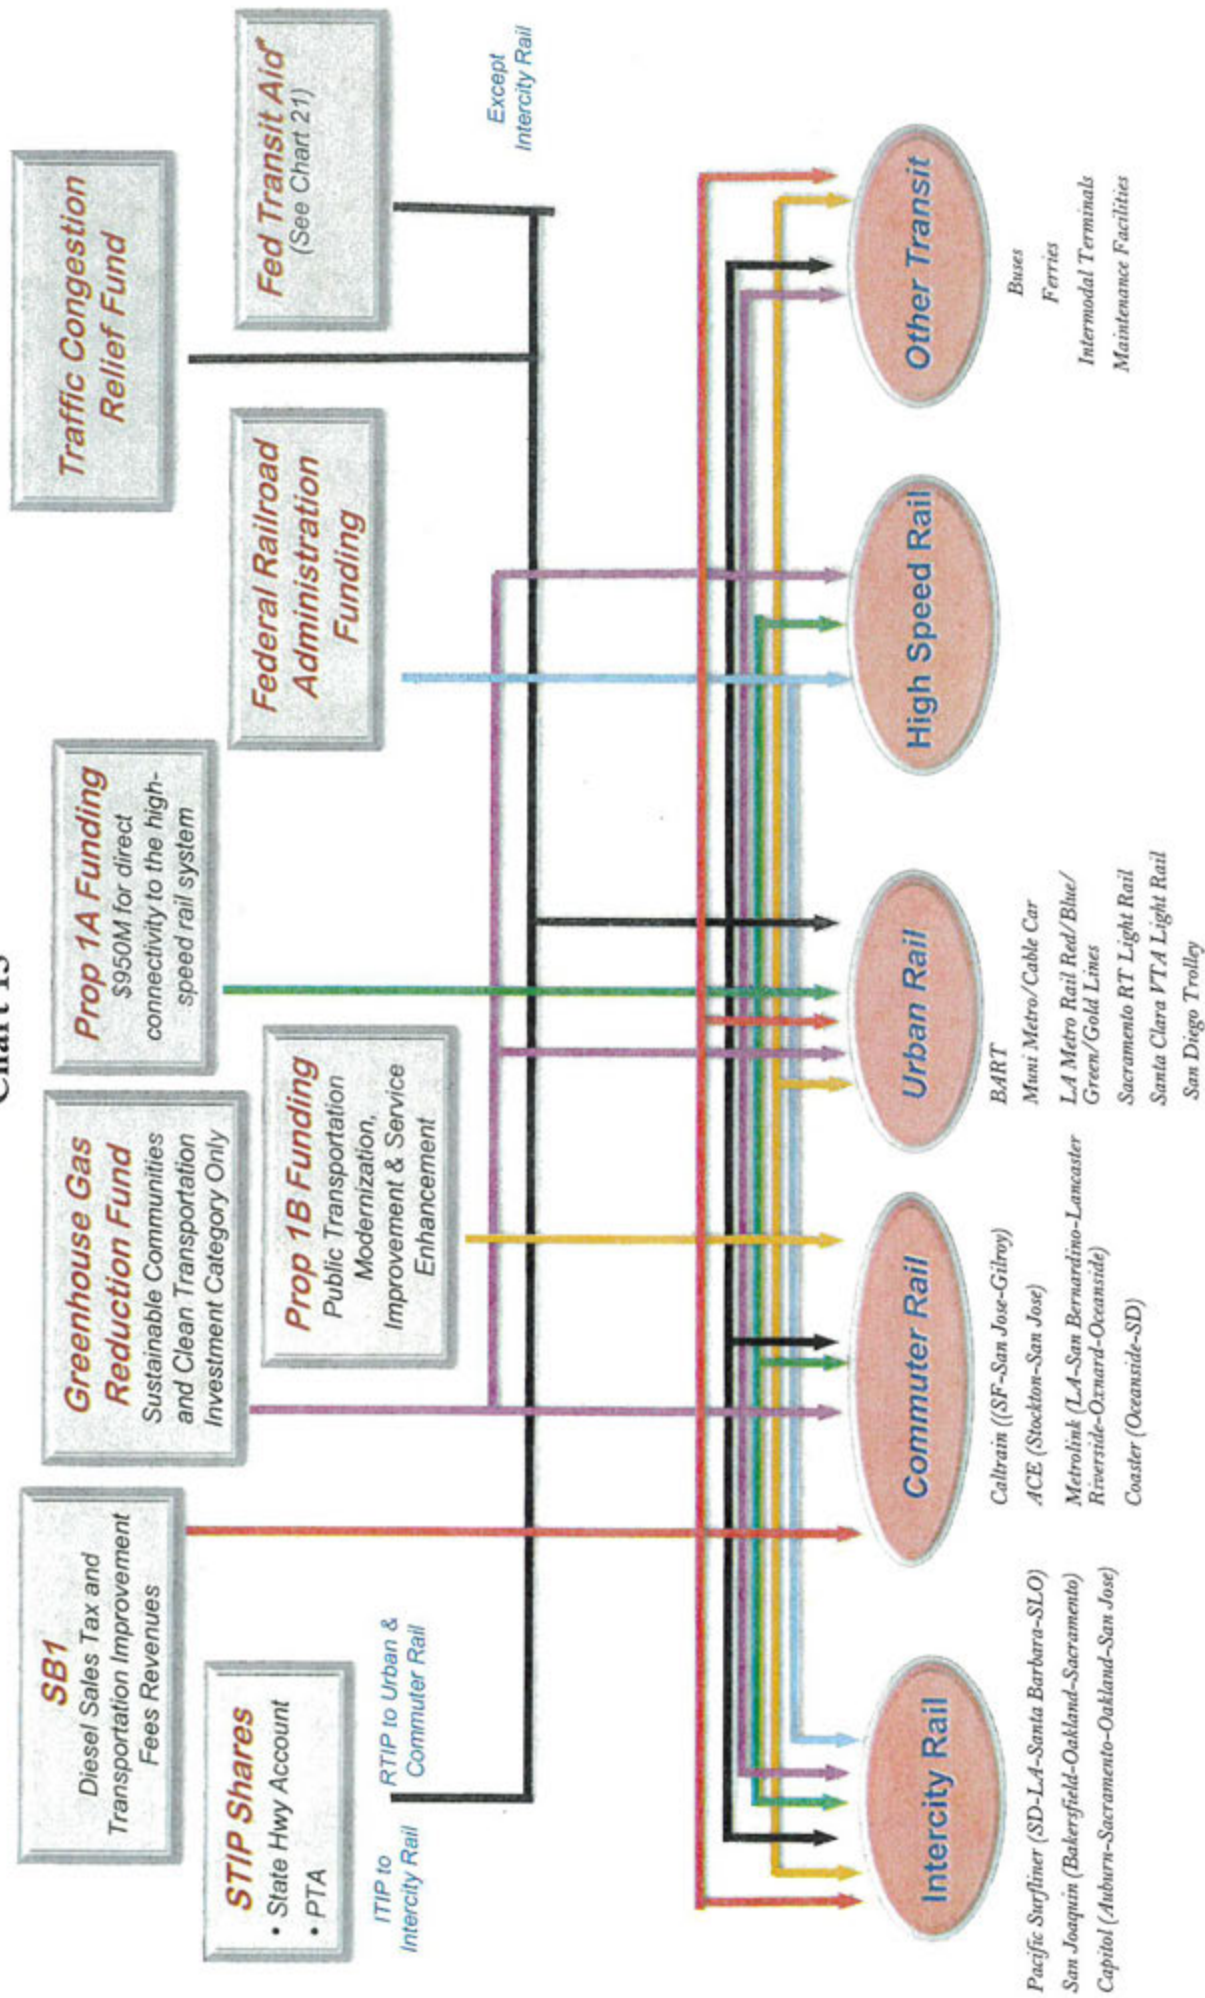 Chart 15
SB1
Diesel Sales Tax and
Transportation Improvement
Fees Revenues
STIP Shares
• State Hwy Account
• PTA
ITIP to
Intercity Rail
RTIP to Urban &
Commuter Rail
Greenhouse Gas
Reduction Fund
Sustainable Communities
and Clean Transportation
Investment Category Only
Prop 1B Funding
Public Transportation
Modernization,
Improvement & Service
Enhancement
Prop 1A Funding
$950M for direct
connectivity to the high-
speed rail system
Federal Railroad
Administration
Funding
Traffic Congestion
Relief Fund
Fed Transit Aid*
(See Chart 21)
Except
Intercity Rail
Intercity Rail
Pacific Surfliner (SD-LA-Santa Barbara-SLO)
San Joaquin (Bakersfield-Oakland-Sacramento)
Capitol (Auburn-Sacramento-Oakland-San Jose)
Commuter Rail
Caltrain ((SF-San Jose-Gilroy)
ACE (Stockton-San Jose)
Metrolink (LA-San Bernardino-Lancaster
Riverside-Oxnard-Oceanside)
Coaster (Oceanside-SD)
Urban Rail
BART
Muni Metro/Cable Car
LA Metro Rail Red/Blue/
Green/Gold Lines
Sacramento RT Light Rail
Santa Clara VTA Light Rail
San Diego Trolley
High Speed Rail
Other Transit
Buses
Ferries
Intermodal Terminals
Maintenance Facilities